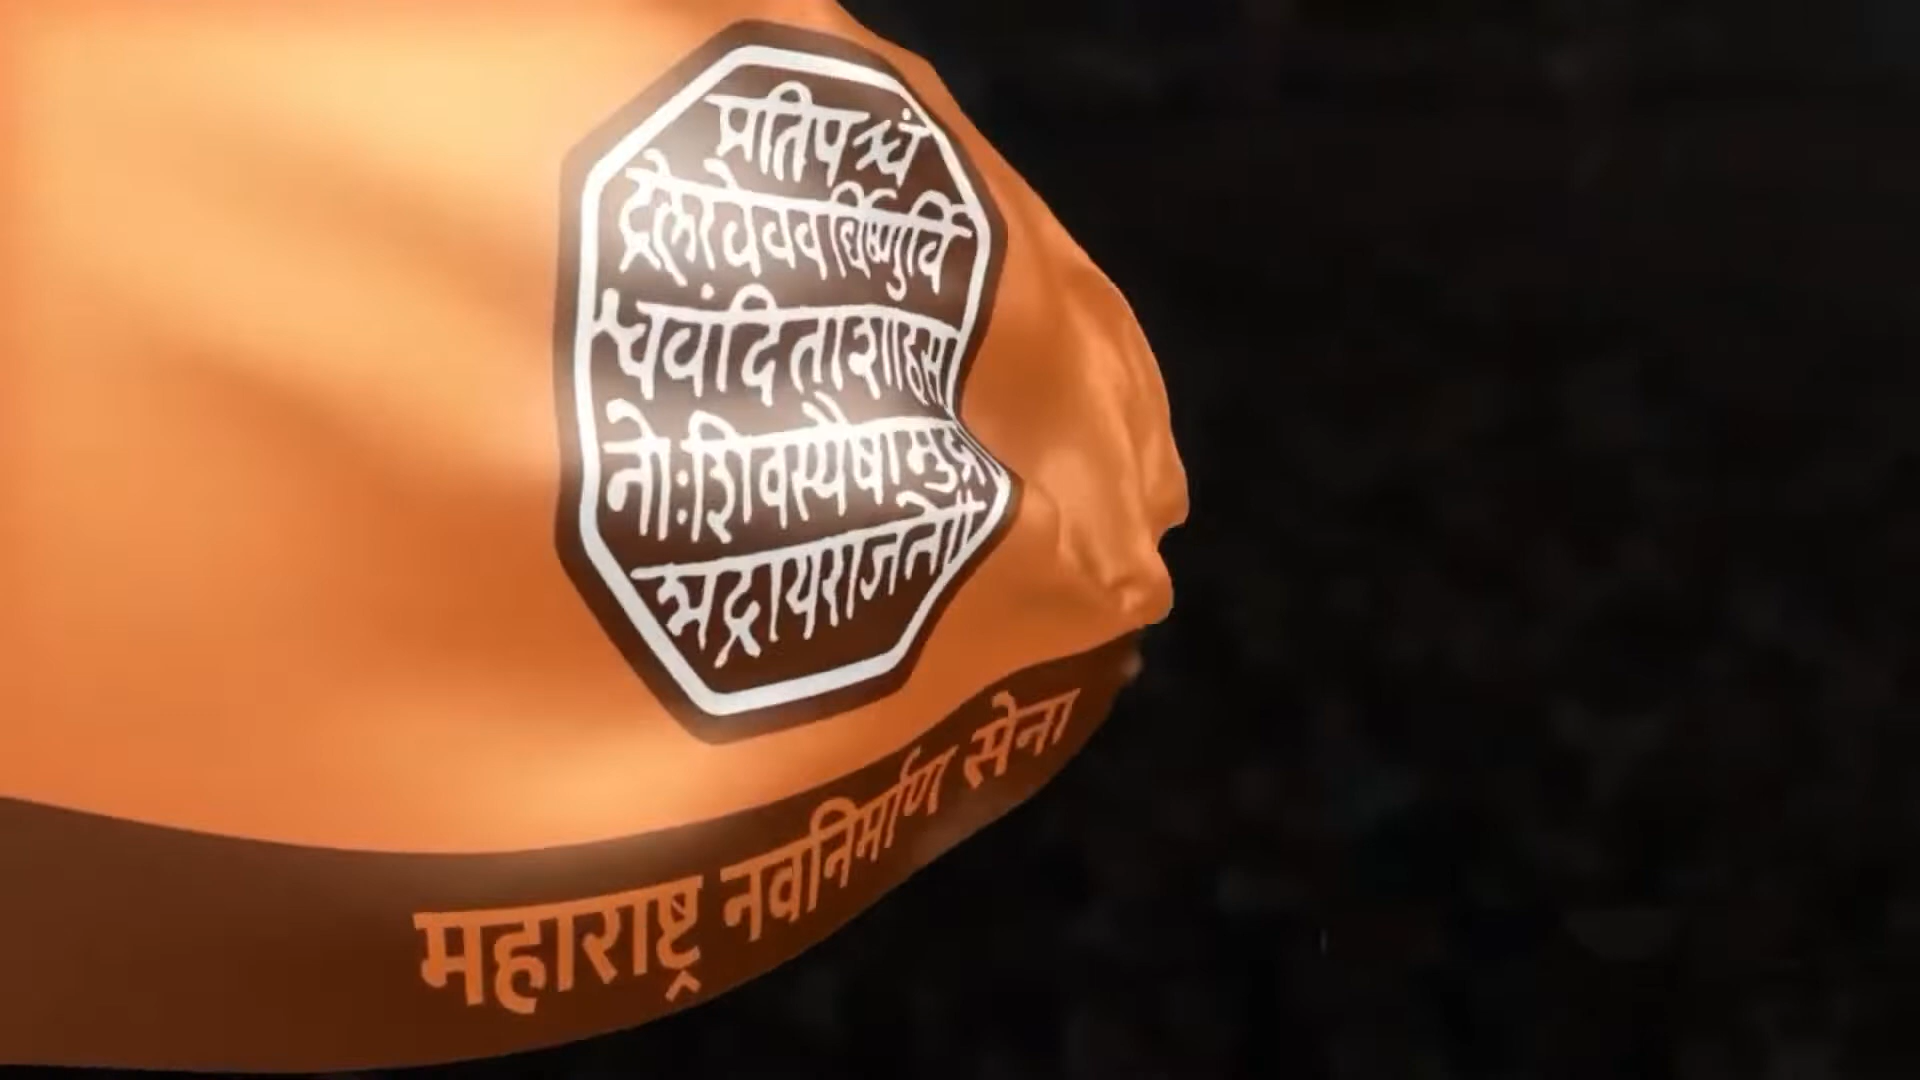 प्रतिपच्चं
द्रलेखेववर्धिष्णुर्वि
श्ववंदिताशाहसू
नोःशिवस्यैषामुद्रा
भद्रायराजते॥
महाराष्ट्र नवनिर्माण सेना